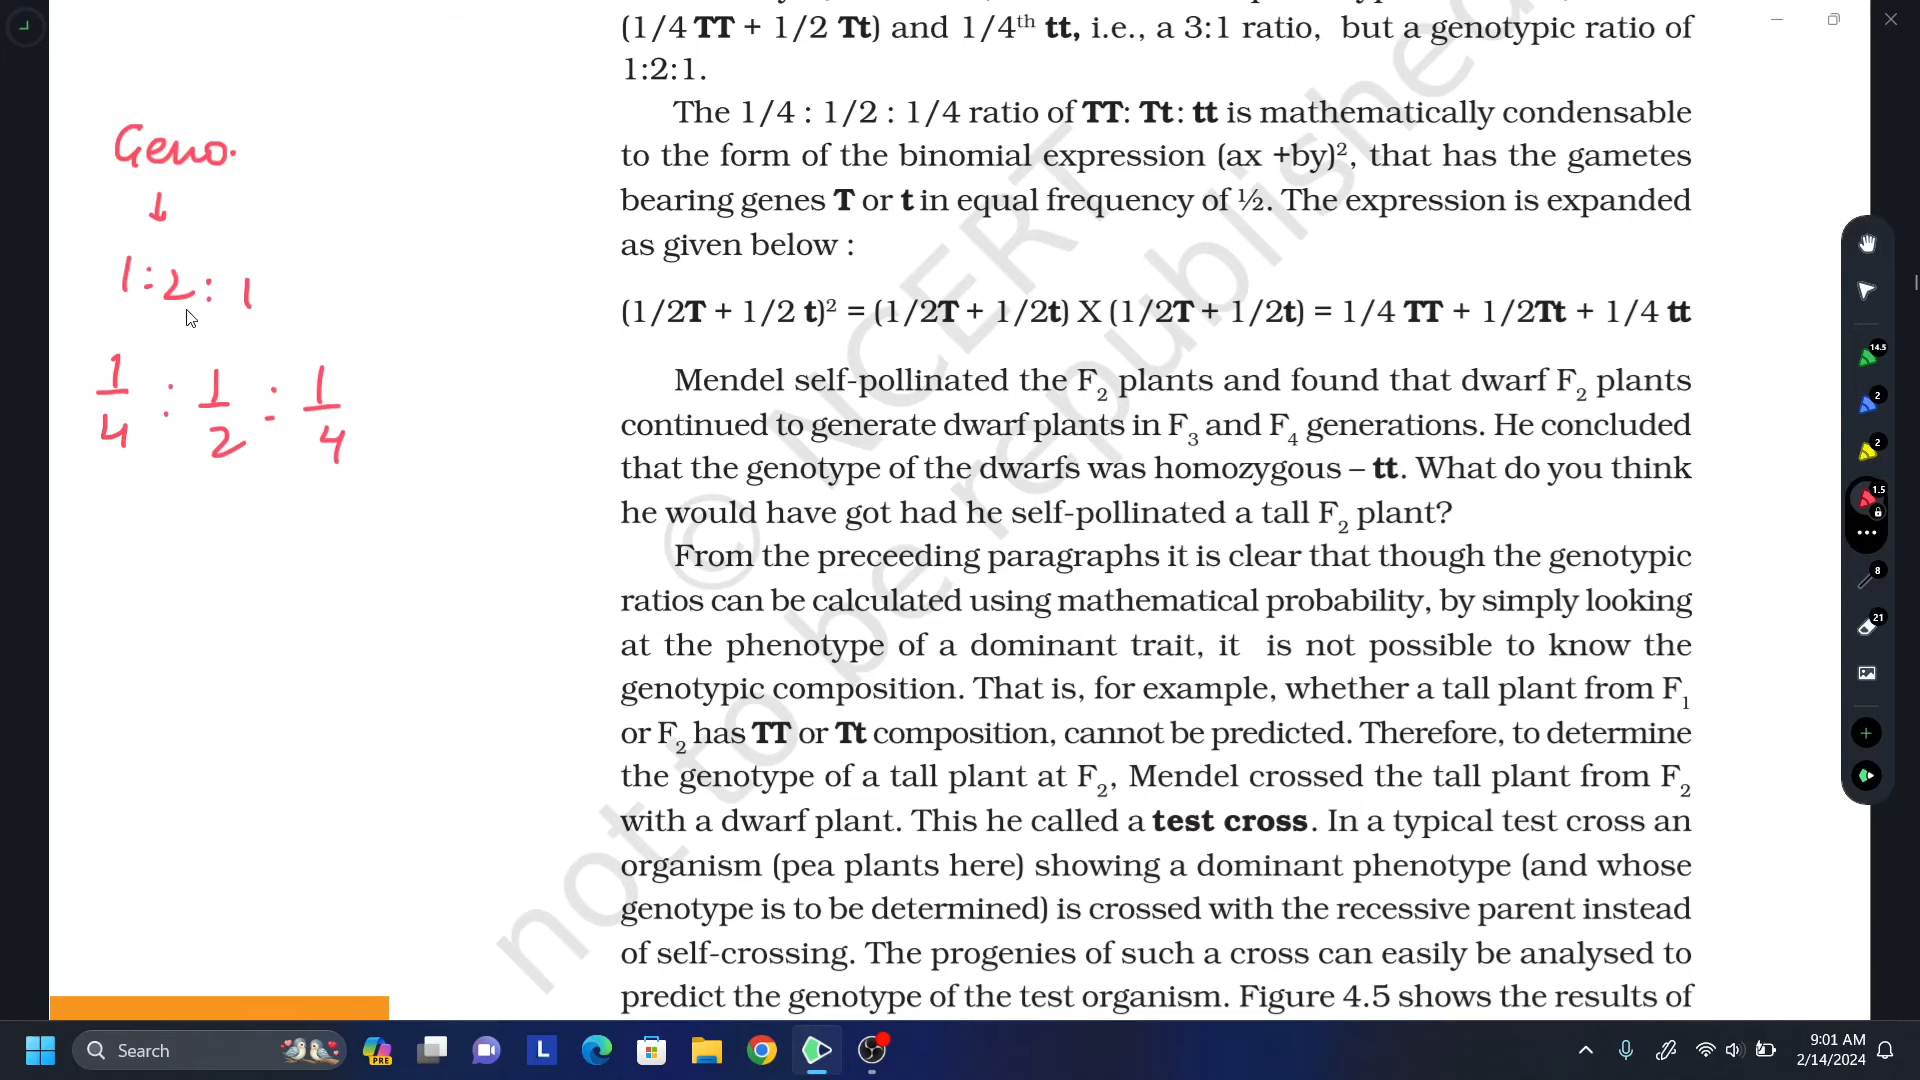 (1/4 TT + 1/2 Tt) and 1/4th tt, i.e., a 3:1 ratio, but a genotypic ratio of
1:2:1.
The 1/4 : 1/2 : 1/4 ratio of TT: Tt: tt is mathematically condensable
to the form of the binomial expression (ax +by)², that has the gametes
bearing genes T or t in equal frequency of ½. The expression is expanded
as given below :
(1/2T + 1/2 t)² = (1/2T + 1/2t) X (1/2T + 1/2t) = 1/4 TT + 1/2Tt + 1/4 tt
Mendel self-pollinated the F₂ plants and found that dwarf F₂ plants
continued to generate dwarf plants in F₃ and F₄ generations. He concluded
that the genotype of the dwarfs was homozygous – tt. What do you think
he would have got had he self-pollinated a tall F₂ plant?
From the preceeding paragraphs it is clear that though the genotypic
ratios can be calculated using mathematical probability, by simply looking
at the phenotype of a dominant trait, it is not possible to know the
genotypic composition. That is, for example, whether a tall plant from F₁
or F₂ has TT or Tt composition, cannot be predicted. Therefore, to determine
the genotype of a tall plant at F₂, Mendel crossed the tall plant from F₂
with a dwarf plant. This he called a test cross. In a typical test cross an
organism (pea plants here) showing a dominant phenotype (and whose
genotype is to be determined) is crossed with the recessive parent instead
of self-crossing. The progenies of such a cross can easily be analysed to
predict the genotype of the test organism. Figure 4.5 shows the results of
Geno.
↓
1:2:1
1/4 : 1/2 : 1/4
© NCERT
not to be republished
14.5
2
2
1.5
8
21
Search
PRE
L
9:01 AM
2/14/2024